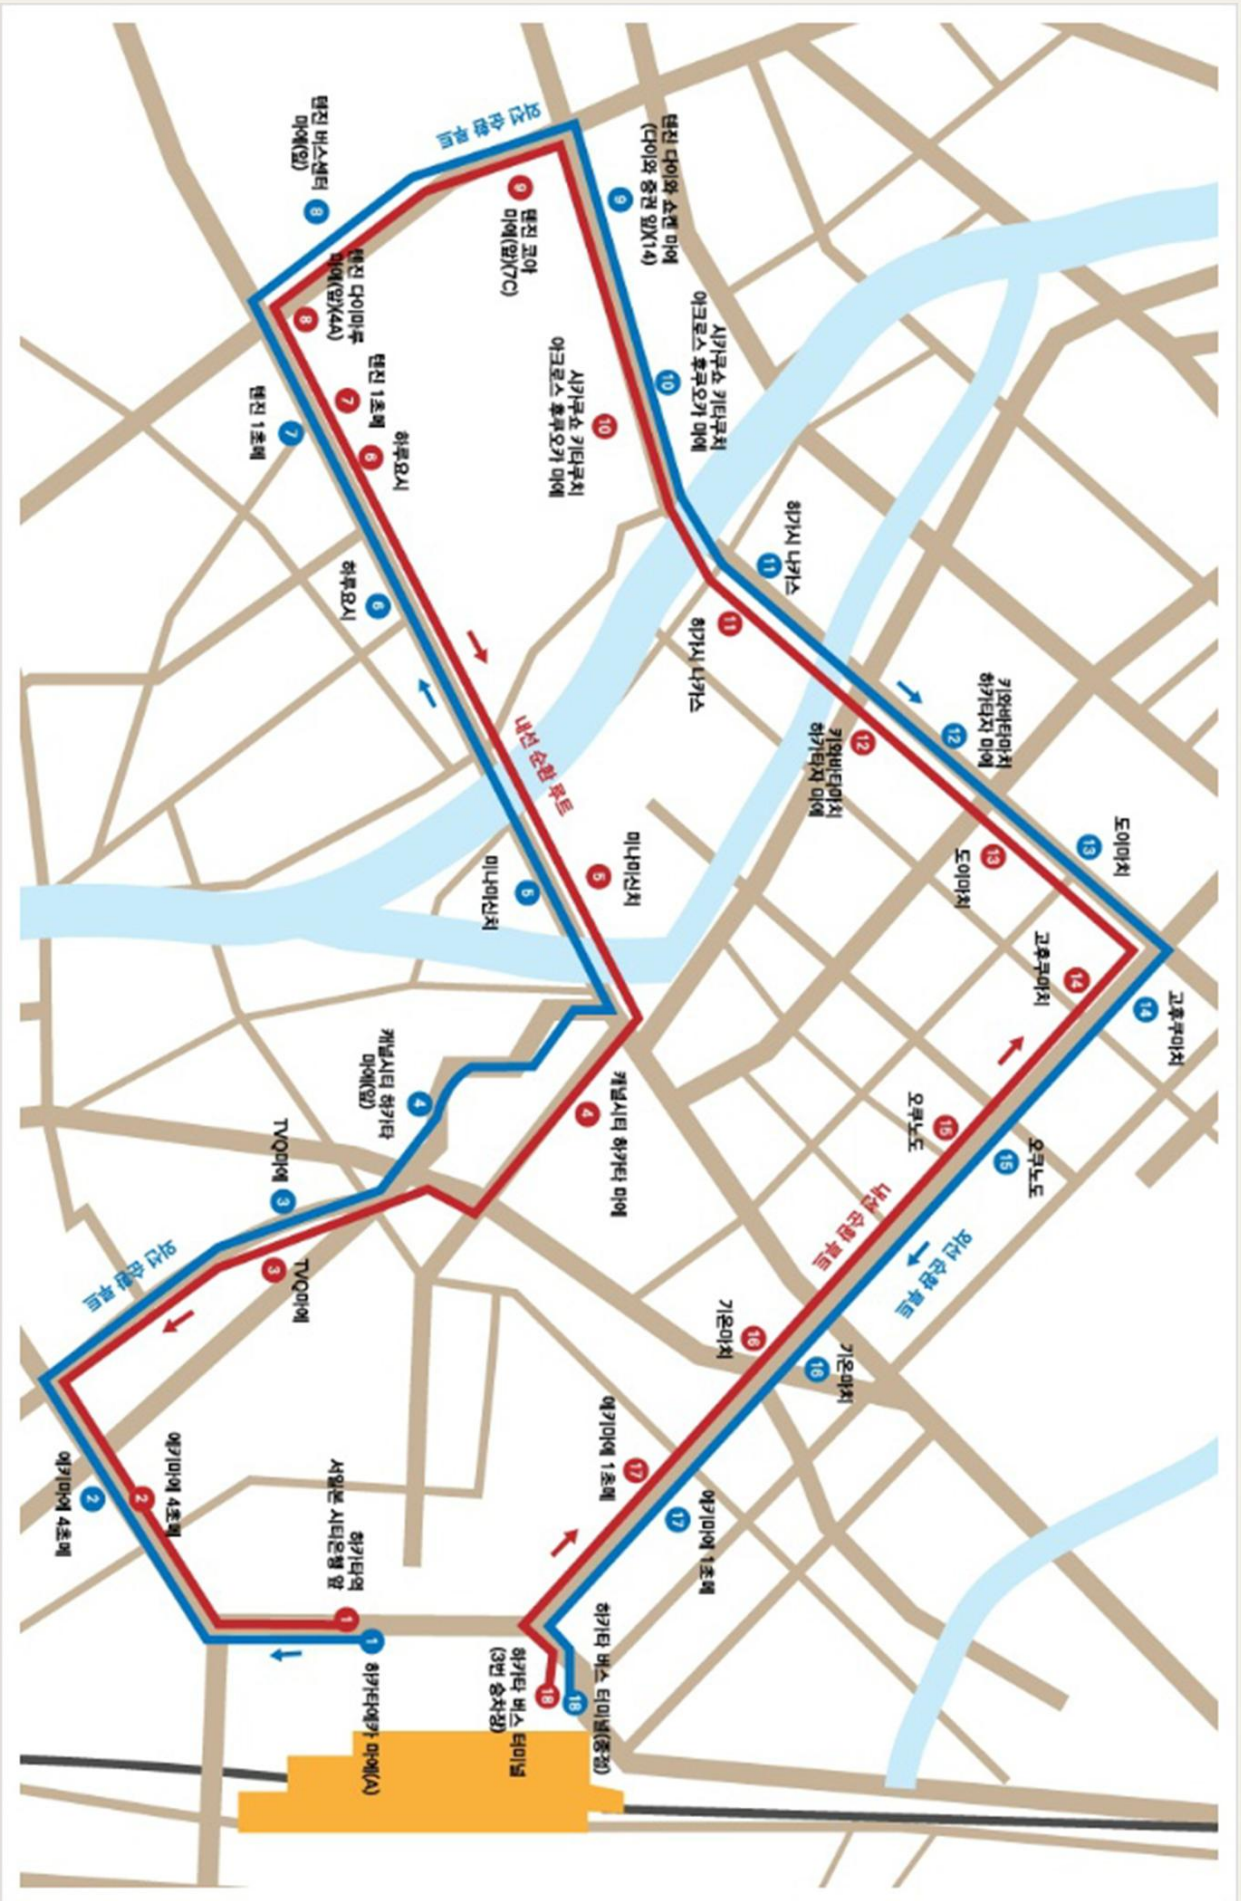 외선 순환 루트
텐진 버스센터
마에(앞)
8
9
텐진 코아
마에(앞)(7C)
9
텐진 다이와 쇼켄 마에
(다이와 증권 앞)(14)
텐진 다이마루
마에(앞)(4A)
8
텐진 1초메
7
하루요시
6
텐진 1초메
7
하루요시
6
시카쿠쇼 키타쿠치
아크로스 후쿠오카 마에
10
시카쿠쇼 키타쿠치
아크로스 후쿠오카 마에
10
히가시 나카스
11
히가시 나카스
11
키와바타마치
하카타자 마에
12
키와바타마치
하카타자 마에
12
내선 순환 루트
미나미신치
5
미나미신치
5
도이마치
13
도이마치
13
고후쿠마치
14
고후쿠마치
14
캐널시티 하카타
마에(앞)
4
캐널시티 하카타 마에
4
오쿠노도
15
오쿠노도
15
TVQ마에
3
TVQ마에
3
외선 순환 루트
내선 순환 루트
외선 순환 루트
기온마치
16
기온마치
16
에키마에 4초메
2
에키마에 4초메
2
에키마에 1초메
17
에키마에 1초메
17
하카타역
서일본 시티은행 앞
1
1
하카타에카 마에(A)
하카타 버스 터미널
(3번 승차장)
18
하카타 버스 터미널(종점)
18